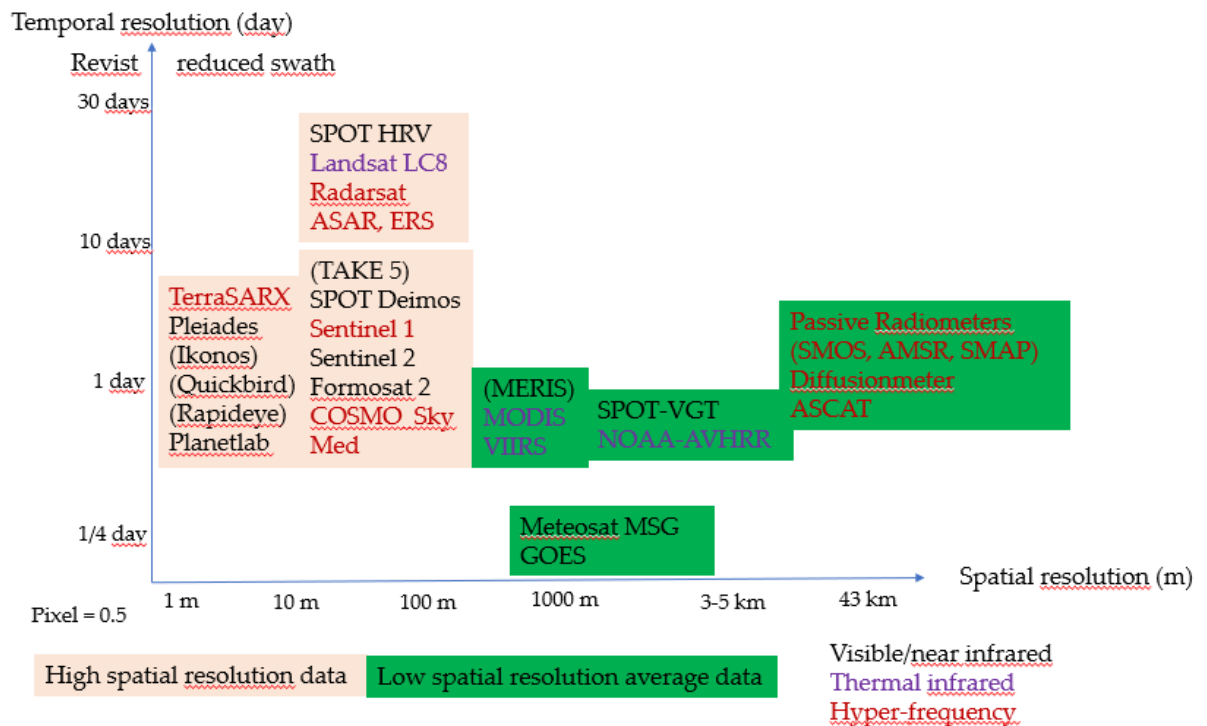 Temporal resolution (day)
Revist reduced swath
30 days
SPOT HRV
Landsat LC8
Radarsat
ASAR, ERS
10 days
(TAKE 5)
SPOT Deimos
Sentinel 1
Sentinel 2
Formosat 2
COSMO_Sky
Med
TerraSARX
Pleiades
(Ikonos)
(Quickbird)
(Rapideye)
Planetlab
1 day
(MERIS)
MODIS
VIIRS
SPOT-VGT
NOAA-AVHRR
Passive Radiometers
(SMOS, AMSR, SMAP)
Diffusionmeter
ASCAT
1/4 day
Meteosat MSG
GOES
Spatial resolution (m)
Pixel = 0.5
1 m 10 m 100 m 1000 m 3-5 km 43 km
High spatial resolution data
Low spatial resolution average data
Visible/near infrared
Thermal infrared
Hyper-frequency